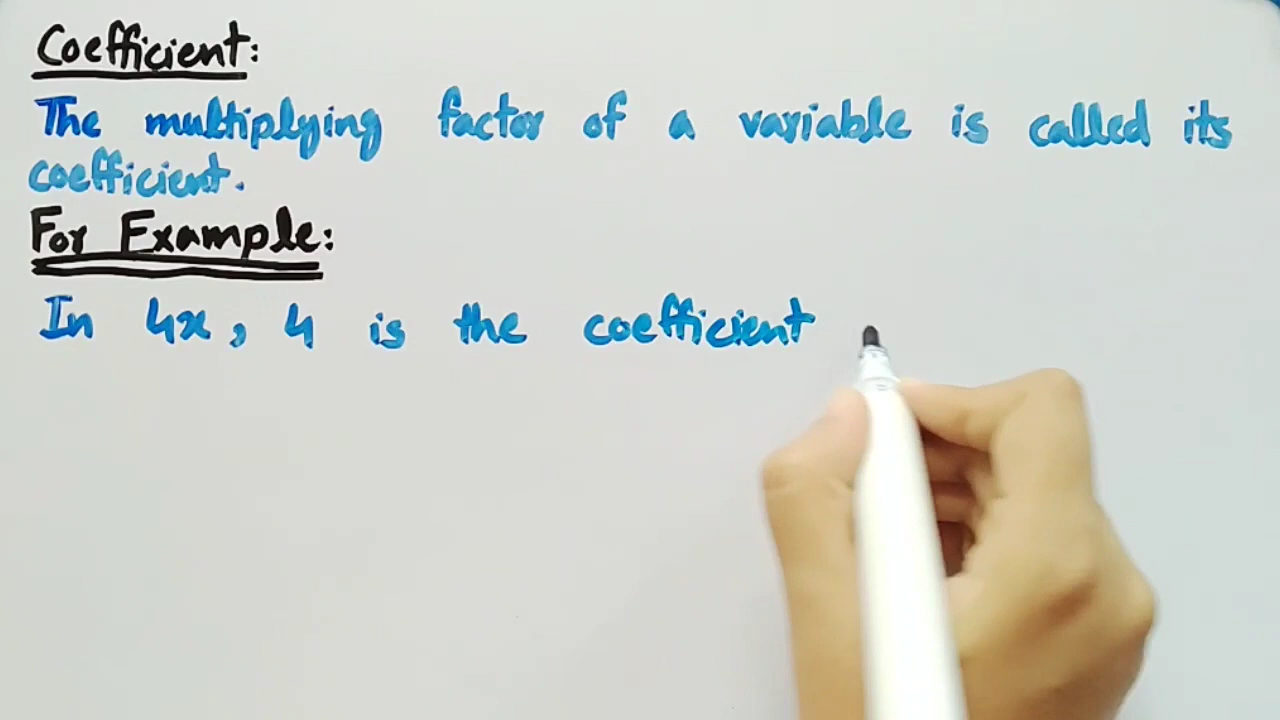 Coefficient:
The multiplying factor of a variable is called its
coefficient.
For Example:
In 4x, 4 is the coefficient